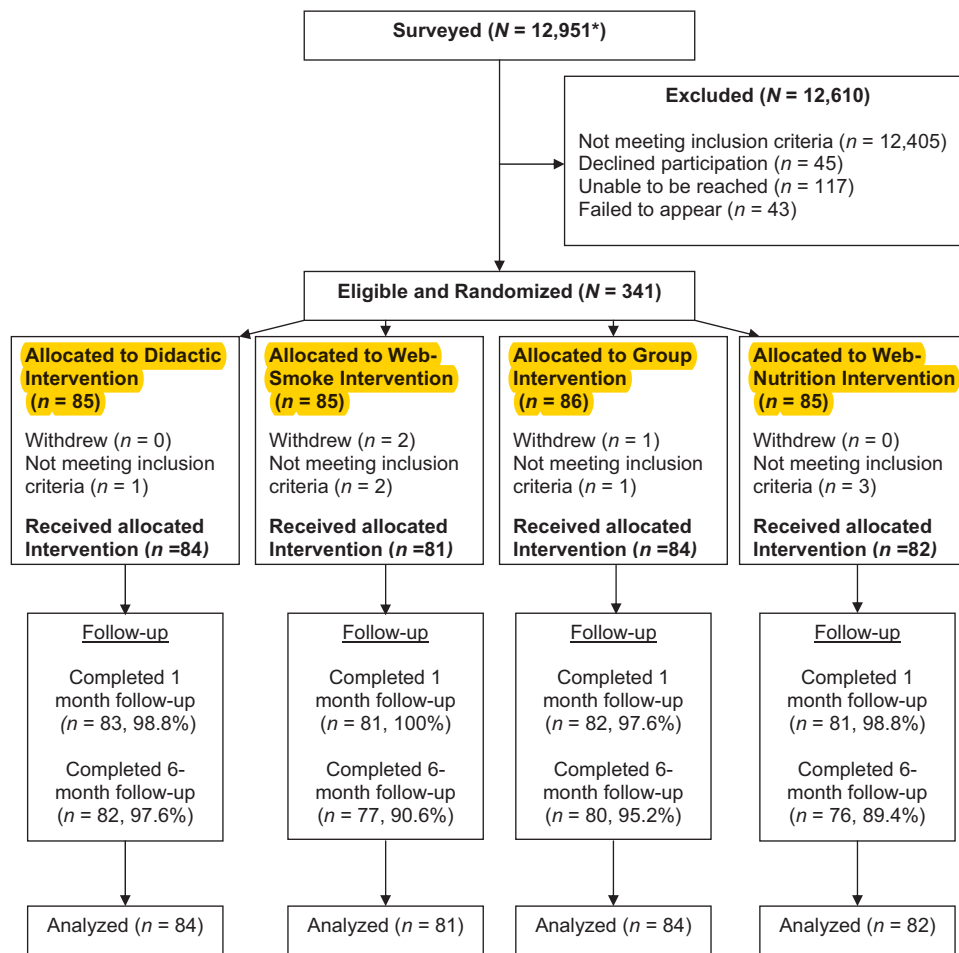 Surveyed (N = 12,951*)
Excluded (N = 12,610)
Not meeting inclusion criteria (n = 12,405)
Declined participation (n = 45)
Unable to be reached (n = 117)
Failed to appear (n = 43)
Eligible and Randomized (N = 341)
Allocated to Didactic
Intervention
(n = 85)
Withdrew (n = 0)
Not meeting inclusion
criteria (n = 1)
Received allocated
Intervention (n =84)
Allocated to Web-
Smoke Intervention
(n = 85)
Withdrew (n = 2)
Not meeting inclusion
criteria (n = 2)
Received allocated
Intervention (n =81)
Allocated to Group
Intervention
(n = 86)
Withdrew (n = 1)
Not meeting inclusion
criteria (n = 1)
Received allocated
Intervention (n =84)
Allocated to Web-
Nutrition Intervention
(n = 85)
Withdrew (n = 0)
Not meeting inclusion
criteria (n = 3)
Received allocated
Intervention (n =82)
Follow-up
Completed 1
month follow-up
(n = 83, 98.8%)
Completed 6-
month follow-up
(n = 82, 97.6%)
Follow-up
Completed 1
month follow-up
(n = 81, 100%)
Completed 6-
month follow-up
(n = 77, 90.6%)
Follow-up
Completed 1
month follow-up
(n = 82, 97.6%)
Completed 6-
month follow-up
(n = 80, 95.2%)
Follow-up
Completed 1
month follow-up
(n = 81, 98.8%)
Completed 6-
month follow-up
(n = 76, 89.4%)
Analyzed (n = 84)
Analyzed (n = 81)
Analyzed (n = 84)
Analyzed (n = 82)